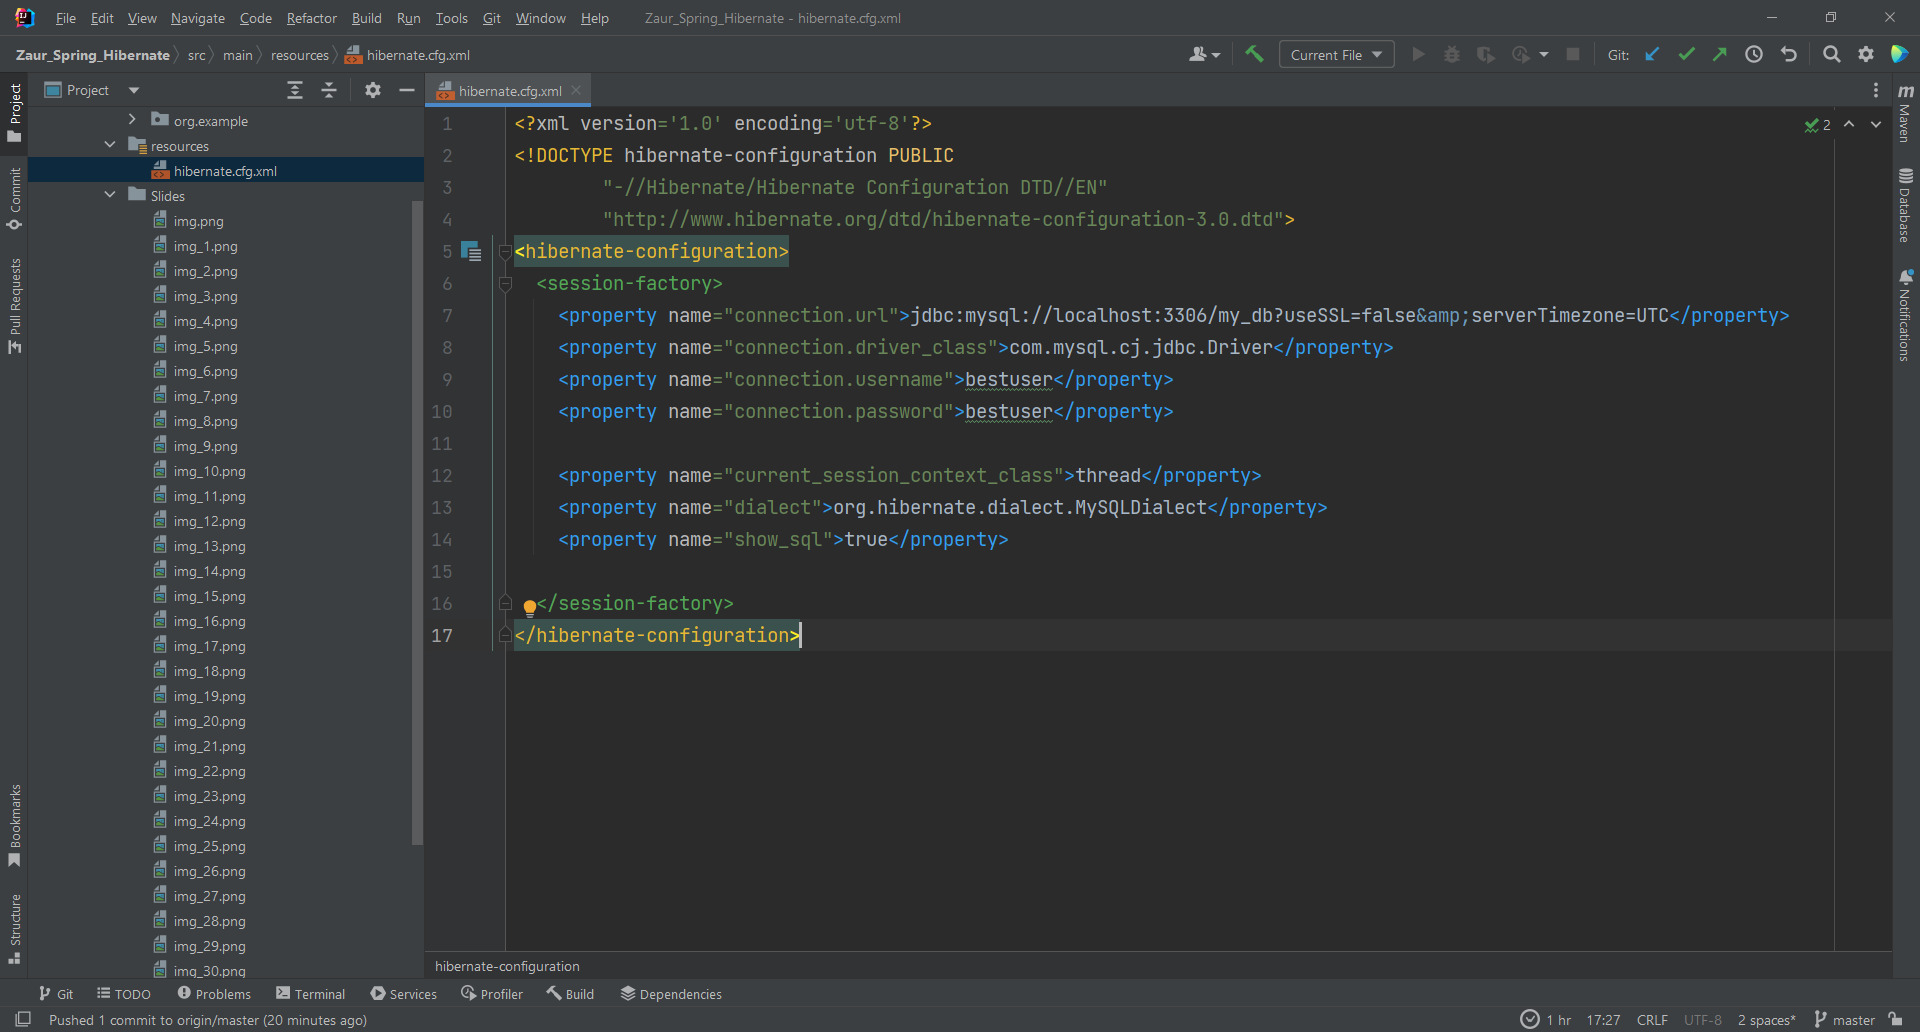 File Edit View Navigate Code Refactor Build Run Tools Git Window Help Zaur_Spring_Hibernate - hibernate.cfg.xml
Zaur_Spring_Hibernate src main resources hibernate.cfg.xml Current File Git:
Project
hibernate.cfg.xml
org.example
resources
hibernate.cfg.xml
Slides
img.png
img_1.png
img_2.png
img_3.png
img_4.png
img_5.png
img_6.png
img_7.png
img_8.png
img_9.png
img_10.png
img_11.png
img_12.png
img_13.png
img_14.png
img_15.png
img_16.png
img_17.png
img_18.png
img_19.png
img_20.png
img_21.png
img_22.png
img_23.png
img_24.png
img_25.png
img_26.png
img_27.png
img_28.png
img_29.png
img_30.png
Project
Commit
Pull Requests
Bookmarks
Structure
1 <?xml version='1.0' encoding='utf-8'?>
2 <!DOCTYPE hibernate-configuration PUBLIC
3 "-//Hibernate/Hibernate Configuration DTD//EN"
4 "http://www.hibernate.org/dtd/hibernate-configuration-3.0.dtd">
5 <hibernate-configuration>
6 <session-factory>
7 <property name="connection.url">jdbc:mysql://localhost:3306/my_db?useSSL=false&amp;serverTimezone=UTC</property>
8 <property name="connection.driver_class">com.mysql.cj.jdbc.Driver</property>
9 <property name="connection.username">bestuser</property>
10 <property name="connection.password">bestuser</property>
11
12 <property name="current_session_context_class">thread</property>
13 <property name="dialect">org.hibernate.dialect.MySQLDialect</property>
14 <property name="show_sql">true</property>
15
16 </session-factory>
17 </hibernate-configuration>
2
m
Maven
Database
Notifications
hibernate-configuration
Git TODO Problems Terminal Services Profiler Build Dependencies
Pushed 1 commit to origin/master (20 minutes ago) 1 hr 17:27 CRLF UTF-8 2 spaces* master